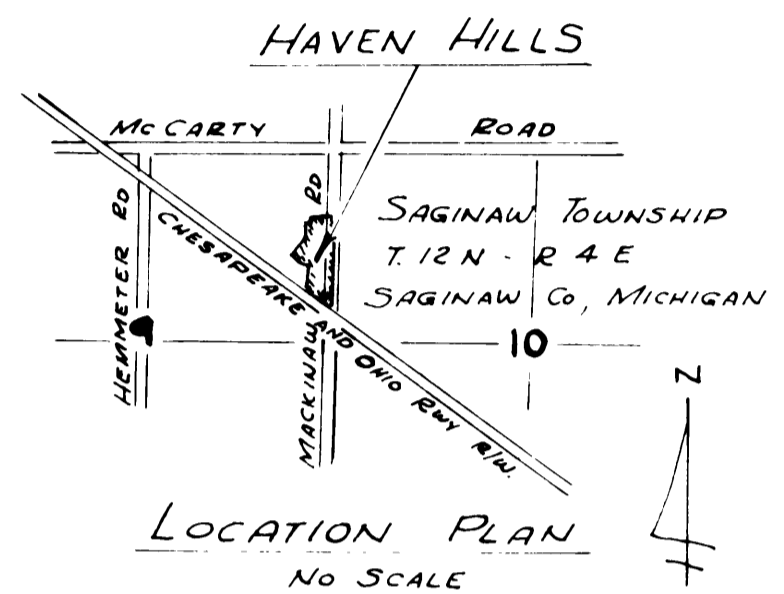 HAVEN HILLS
MCCARTY ROAD
HEMMETER RD
MACKINAW RD
CHESAPEAKE AND OHIO RWY R/W.
SAGINAW TOWNSHIP
T. 12 N - R 4 E
SAGINAW CO, MICHIGAN
10
N
LOCATION PLAN
NO SCALE